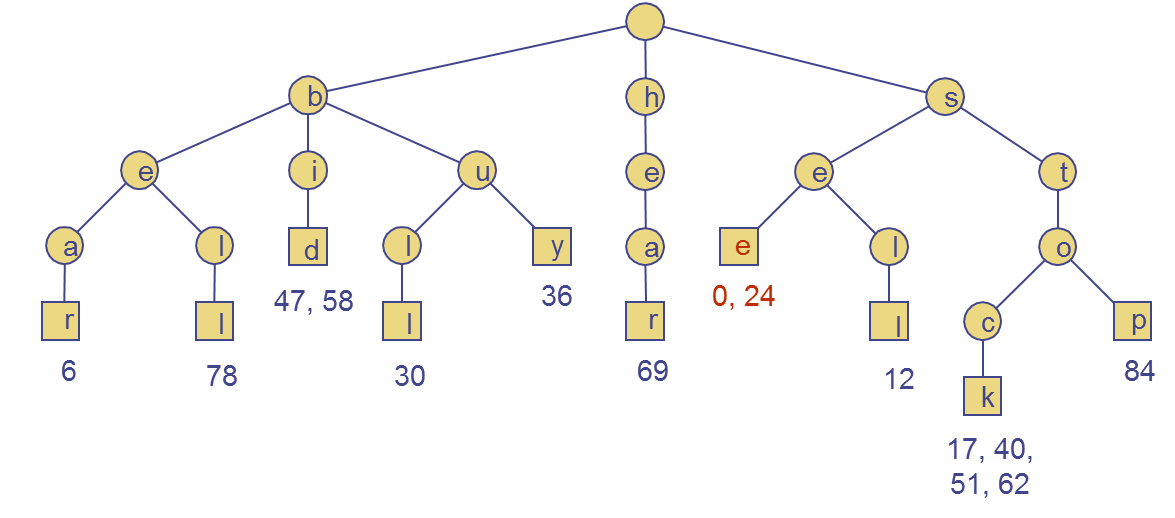 b h s
e i u e e t
a l d l y a e l o
47, 58 36 0, 24
r l l r l c p
6 78 30 69 12 84
k
17, 40,
51, 62